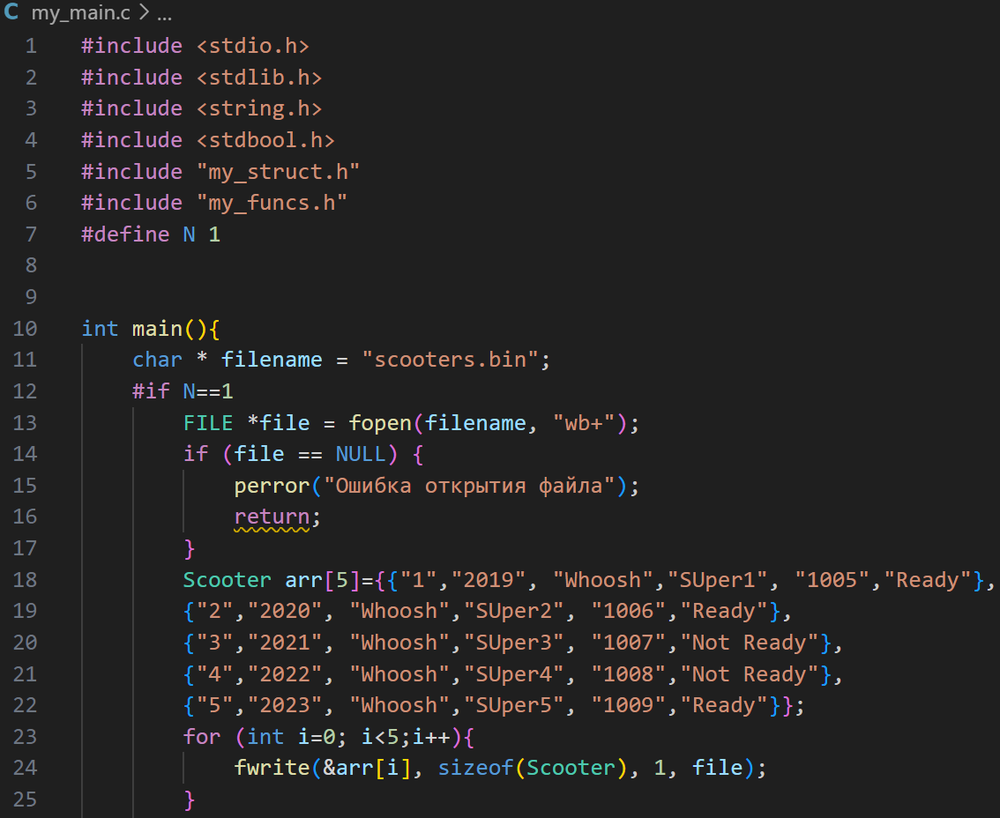 C my_main.c > ...
1 #include <stdio.h>
2 #include <stdlib.h>
3 #include <string.h>
4 #include <stdbool.h>
5 #include "my_struct.h"
6 #include "my_funcs.h"
7 #define N 1
8
9
10 int main(){
11 char * filename = "scooters.bin";
12 #if N==1
13 FILE *file = fopen(filename, "wb+");
14 if (file == NULL) {
15 perror("Ошибка открытия файла");
16 return;
17 }
18 Scooter arr[5]={{"1","2019", "Whoosh","SUper1", "1005","Ready"},
19 {"2","2020", "Whoosh","SUper2", "1006","Ready"},
20 {"3","2021", "Whoosh","SUper3", "1007","Not Ready"},
21 {"4","2022", "Whoosh","SUper4", "1008","Not Ready"},
22 {"5","2023", "Whoosh","SUper5", "1009","Ready"}};
23 for (int i=0; i<5;i++){
24 fwrite(&arr[i], sizeof(Scooter), 1, file);
25 }